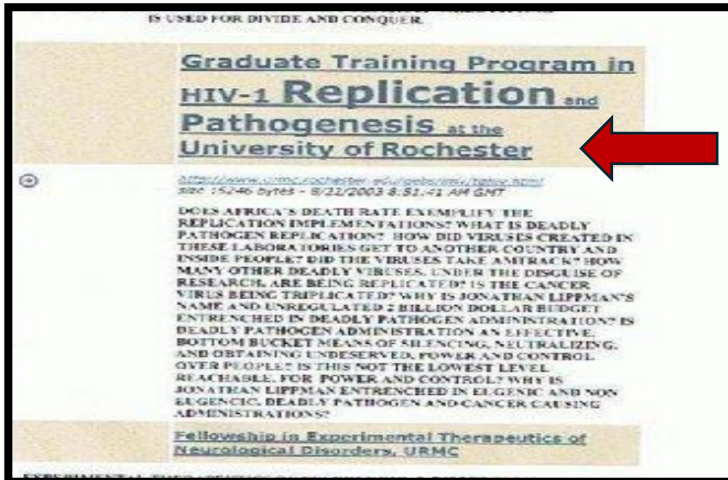 IS USED FOR DIVIDE AND CONQUER.
Graduate Training Program in
HIV-1 Replication and
Pathogenesis at the
University of Rochester
size 15246 bytes - 8/21/2003 8:51:41 AM GMT
DOES AFRICA'S DEATH RATE EXEMPLIFY THE
REPLICATION IMPLEMENTATIONS? WHAT IS DEADLY
PATHOGEN REPLICATION? HOW DID VIRUSES CREATED IN
THESE LABORATORIES GET TO ANOTHER COUNTRY AND
INSIDE PEOPLE? DID THE VIRUSES TAKE AMTRACK? HOW
MANY OTHER DEADLY VIRUSES, UNDER THE DISGUISE OF
RESEARCH, ARE BEING REPLICATED? IS THE CANCER
VIRUS BEING TRIPLICATED? WHY IS JONATHAN LIPPMAN'S
NAME AND UNREGULATED 2 BILLION DOLLAR BUDGET
ENTRENCHED IN DEADLY PATHOGEN ADMINISTRATION? IS
DEADLY PATHOGEN ADMINISTRATION AN EFFECTIVE,
BOTTOM BUCKET MEANS OF SILENCING, NEUTRALIZING,
AND OBTAINING UNDESERVED, POWER AND CONTROL
OVER PEOPLE? IS THIS NOT THE LOWEST LEVEL
REACHABLE, FOR POWER AND CONTROL? WHY IS
JONATHAN LIPPMAN ENTRENCHED IN EUGENIC AND NON
EUGENCIC, DEADLY PATHOGEN AND CANCER CAUSING
ADMINISTRATIONS?
Fellowship in Experimental Therapeutics of
Neurological Disorders, URMC